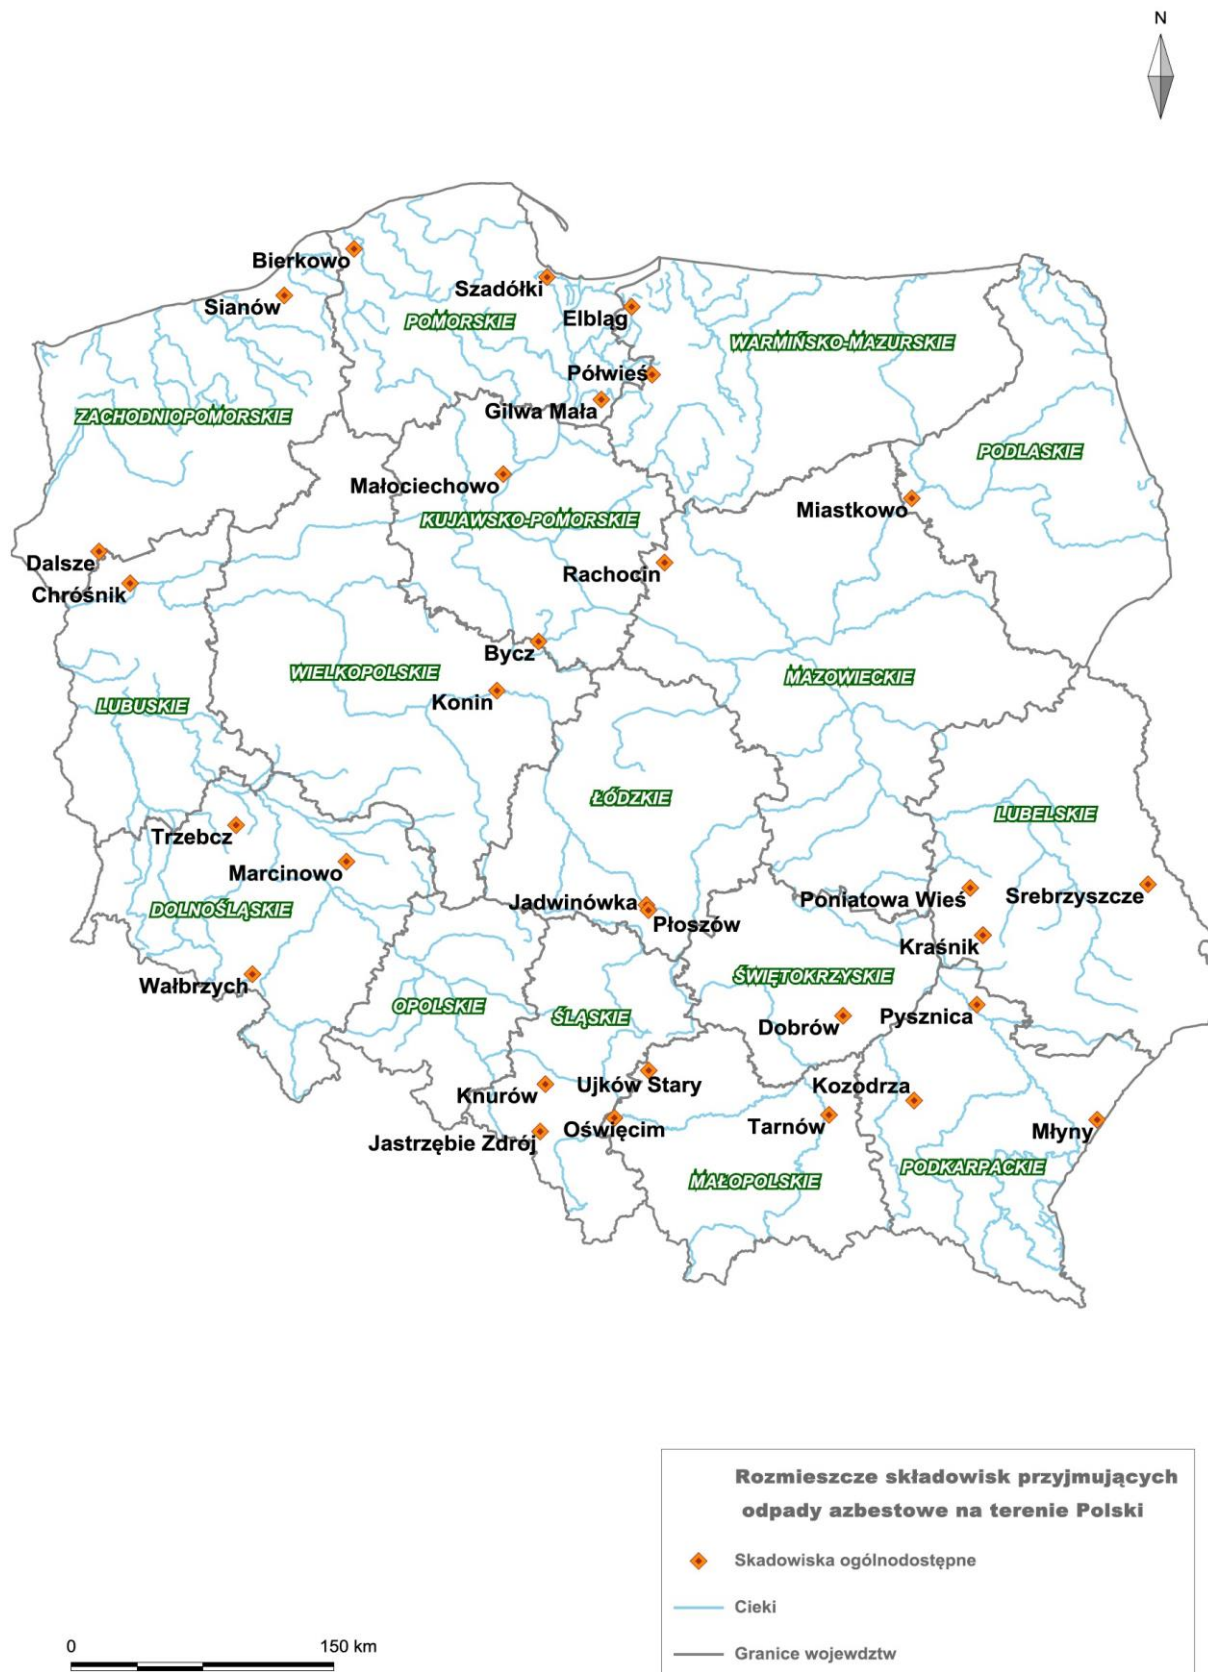 N
Bierkowo
Szadółki
Sianów
Elbląg
POMORSKIE
WARMIŃSKO-MAZURSKIE
Półwieś
Gilwa Mała
ZACHODNIOPOMORSKIE
PODLASKIE
Małociechowo
Miastkowo
KUJAWSKO-POMORSKIE
Dalsze
Rachocin
Chróśnik
Bycz
WIELKOPOLSKIE
MAZOWIECKIE
Konin
LUBUSKIE
ŁÓDZKIE
LUBELSKIE
Trzebcz
Marcinowo
Srebrzyszcze
Poniatowa Wieś
Jadwinówka
DOLNOŚLĄSKIE
Płoszów
Kraśnik
ŚWIĘTOKRZYSKIE
Wałbrzych
OPOLSKIE
ŚLĄSKIE
Pysznica
Dobrów
Ujków Stary
Kozodrza
Knurów
Tarnów
Oświęcim
Młyny
Jastrzębie Zdrój
PODKARPACKIE
MAŁOPOLSKIE
Rozmieszcze składowisk przyjmujących
odpady azbestowe na terenie Polski
Skadowiska ogólnodostępne
Cieki
0 150 km
Granice wojewdztw